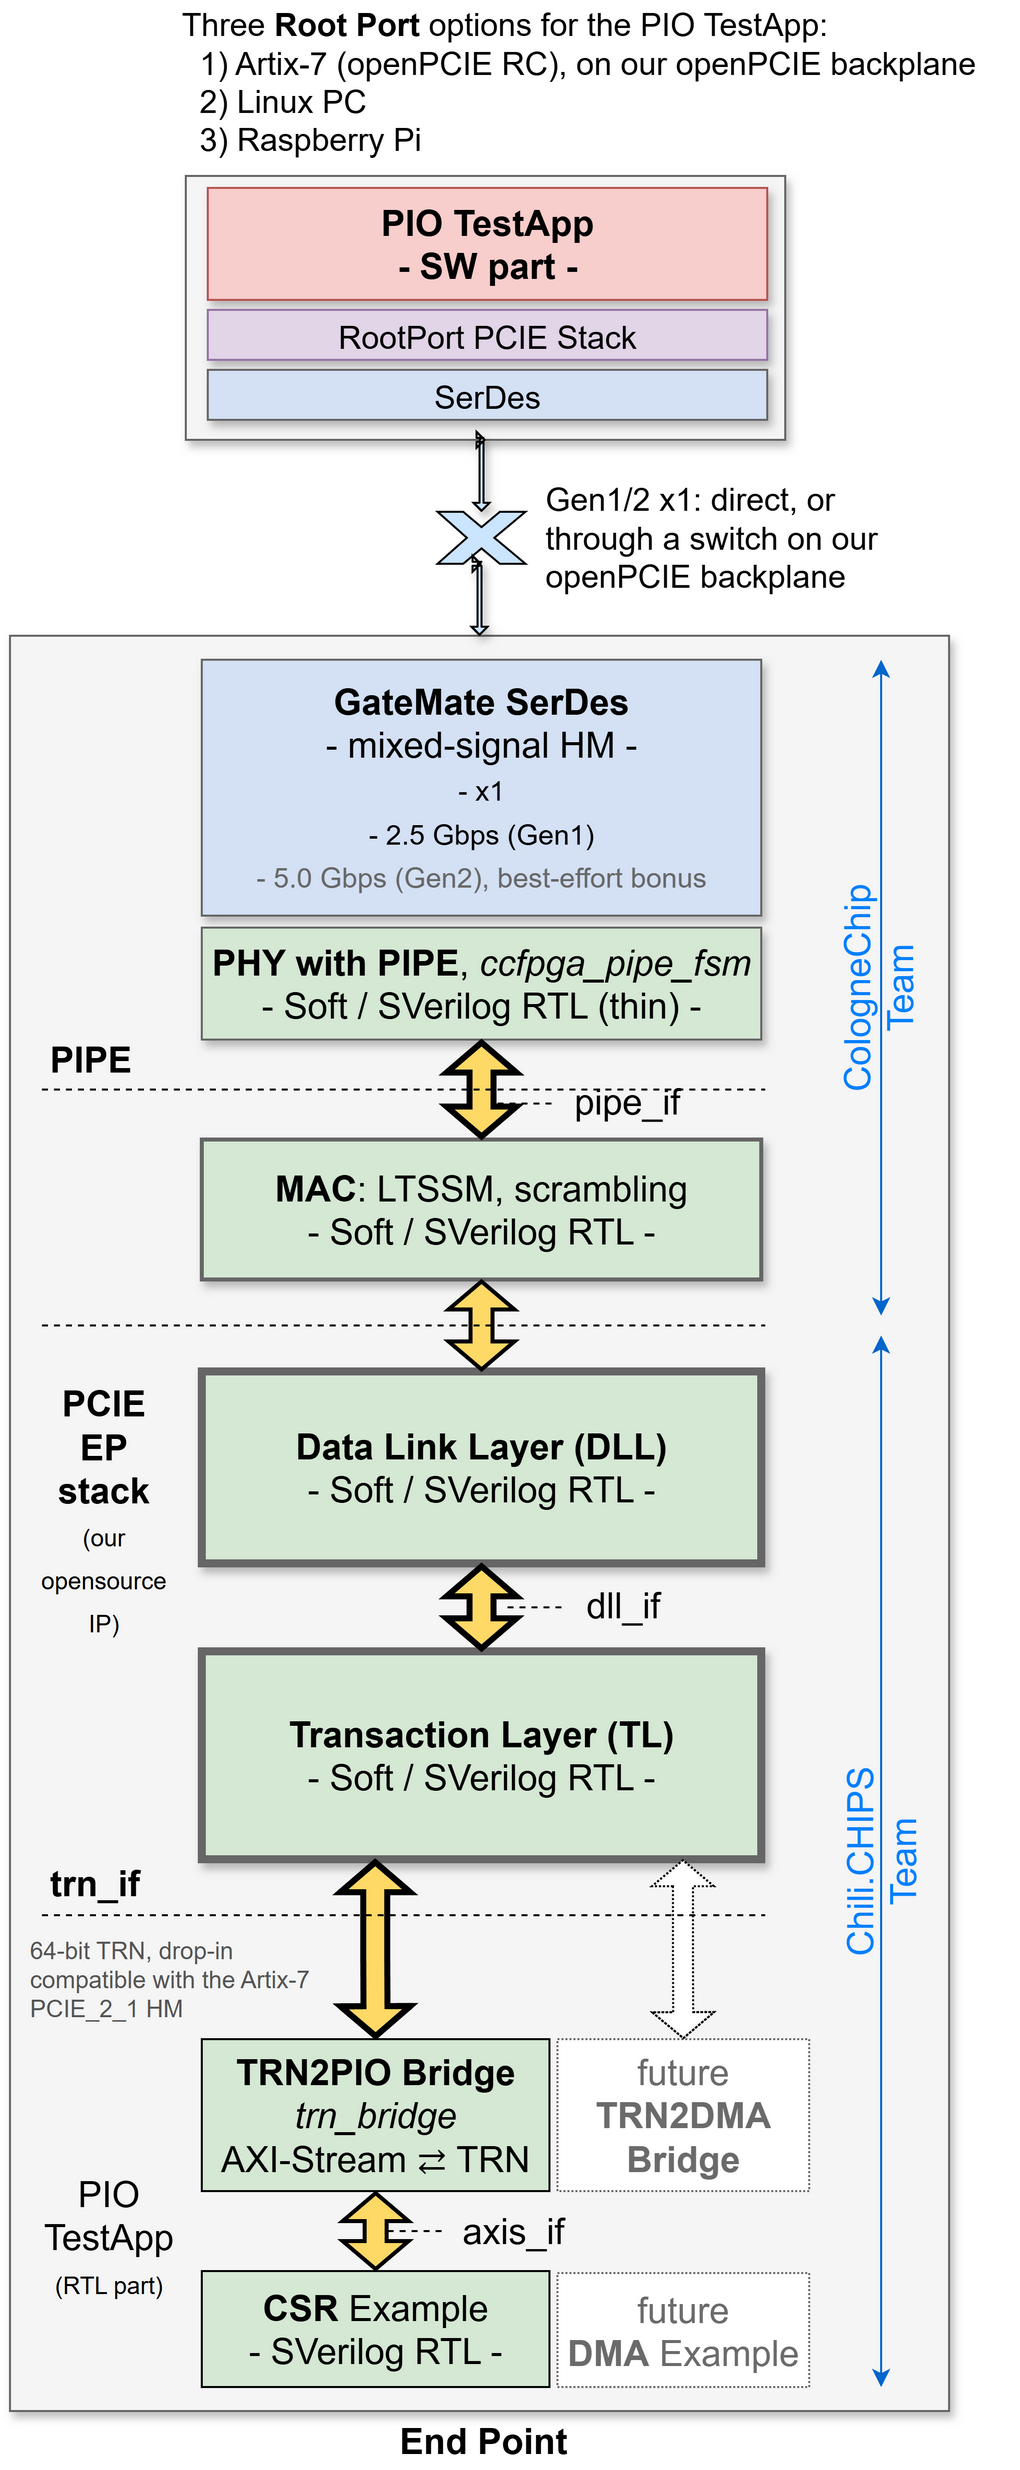 Three Root Port options for the PIO TestApp:
1) Artix-7 (openPCIE RC), on our openPCIE backplane
2) Linux PC
3) Raspberry Pi
PIO TestApp
- SW part -
RootPort PCIE Stack
SerDes
Gen1/2 x1: direct, or
through a switch on our
openPCIE backplane
GateMate SerDes
- mixed-signal HM -
- x1
- 2.5 Gbps (Gen1)
- 5.0 Gbps (Gen2), best-effort bonus
PHY with PIPE, ccfpga_pipe_fsm
- Soft / SVerilog RTL (thin) -
CologneChip
Team
PIPE
pipe_if
MAC: LTSSM, scrambling
- Soft / SVerilog RTL -
PCIE
EP
stack
(our
opensource
IP)
Data Link Layer (DLL)
- Soft / SVerilog RTL -
dll_if
Transaction Layer (TL)
- Soft / SVerilog RTL -
Chili.CHIPS
Team
trn_if
64-bit TRN, drop-in
compatible with the Artix-7
PCIE_2_1 HM
TRN2PIO Bridge
trn_bridge
AXI-Stream ⇄ TRN
future
TRN2DMA
Bridge
PIO
TestApp
(RTL part)
axis_if
CSR Example
- SVerilog RTL -
future
DMA Example
End Point